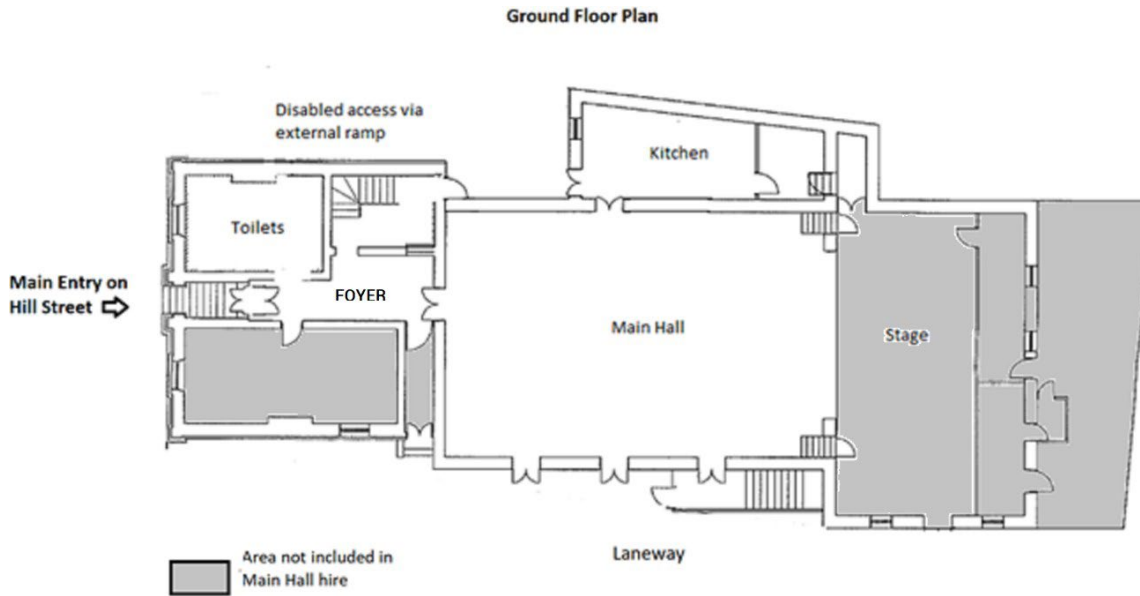 Ground Floor Plan
Disabled access via
external ramp
Kitchen
Toilets
Main Entry on
Hill Street
FOYER
Main Hall
Stage
Laneway
Area not included in
Main Hall hire